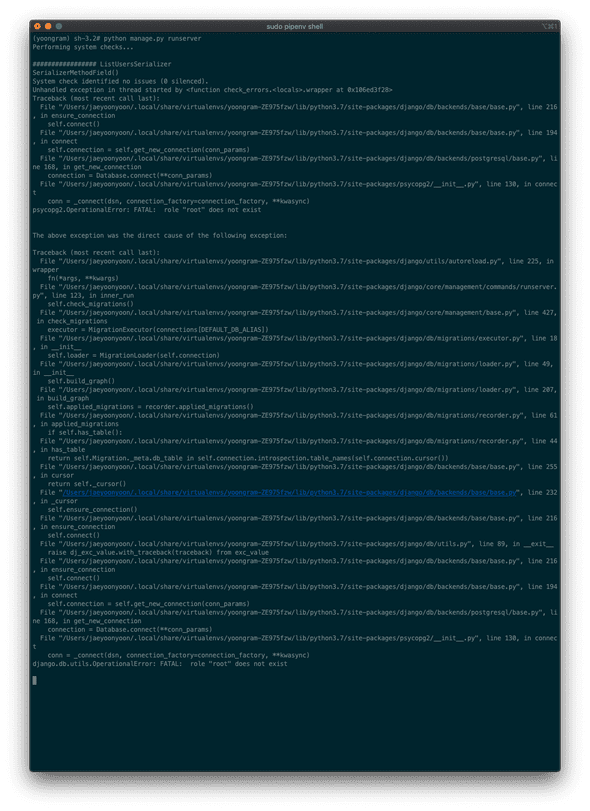 sudo pipenv shell
⌥⌘1
(yoongram) sh-3.2# python manage.py runserver
Performing system checks...
################# ListUsersSerializer
SerializerMethodField()
System check identified no issues (0 silenced).
Unhandled exception in thread started by <function check_errors.<locals>.wrapper at 0x106ed3f28>
Traceback (most recent call last):
  File "/Users/jaeyoonyoon/.local/share/virtualenvs/yoongram-ZE975fzw/lib/python3.7/site-packages/django/db/backends/base/base.py", line 216
, in ensure_connection
    self.connect()
  File "/Users/jaeyoonyoon/.local/share/virtualenvs/yoongram-ZE975fzw/lib/python3.7/site-packages/django/db/backends/base/base.py", line 194
, in connect
    self.connection = self.get_new_connection(conn_params)
  File "/Users/jaeyoonyoon/.local/share/virtualenvs/yoongram-ZE975fzw/lib/python3.7/site-packages/django/db/backends/postgresql/base.py", li
ne 168, in get_new_connection
    connection = Database.connect(**conn_params)
  File "/Users/jaeyoonyoon/.local/share/virtualenvs/yoongram-ZE975fzw/lib/python3.7/site-packages/psycopg2/__init__.py", line 130, in connec
t
    conn = _connect(dsn, connection_factory=connection_factory, **kwasync)
psycopg2.OperationalError: FATAL:  role "root" does not exist
The above exception was the direct cause of the following exception:
Traceback (most recent call last):
  File "/Users/jaeyoonyoon/.local/share/virtualenvs/yoongram-ZE975fzw/lib/python3.7/site-packages/django/utils/autoreload.py", line 225, in
wrapper
    fn(*args, **kwargs)
  File "/Users/jaeyoonyoon/.local/share/virtualenvs/yoongram-ZE975fzw/lib/python3.7/site-packages/django/core/management/commands/runserver.
py", line 123, in inner_run
    self.check_migrations()
  File "/Users/jaeyoonyoon/.local/share/virtualenvs/yoongram-ZE975fzw/lib/python3.7/site-packages/django/core/management/base.py", line 427,
 in check_migrations
    executor = MigrationExecutor(connections[DEFAULT_DB_ALIAS])
  File "/Users/jaeyoonyoon/.local/share/virtualenvs/yoongram-ZE975fzw/lib/python3.7/site-packages/django/db/migrations/executor.py", line 18
, in __init__
    self.loader = MigrationLoader(self.connection)
  File "/Users/jaeyoonyoon/.local/share/virtualenvs/yoongram-ZE975fzw/lib/python3.7/site-packages/django/db/migrations/loader.py", line 49,
in __init__
    self.build_graph()
  File "/Users/jaeyoonyoon/.local/share/virtualenvs/yoongram-ZE975fzw/lib/python3.7/site-packages/django/db/migrations/loader.py", line 207,
 in build_graph
    self.applied_migrations = recorder.applied_migrations()
  File "/Users/jaeyoonyoon/.local/share/virtualenvs/yoongram-ZE975fzw/lib/python3.7/site-packages/django/db/migrations/recorder.py", line 61
, in applied_migrations
    if self.has_table():
  File "/Users/jaeyoonyoon/.local/share/virtualenvs/yoongram-ZE975fzw/lib/python3.7/site-packages/django/db/migrations/recorder.py", line 44
, in has_table
    return self.Migration._meta.db_table in self.connection.introspection.table_names(self.connection.cursor())
  File "/Users/jaeyoonyoon/.local/share/virtualenvs/yoongram-ZE975fzw/lib/python3.7/site-packages/django/db/backends/base/base.py", line 255
, in cursor
    return self._cursor()
  File "/Users/jaeyoonyoon/.local/share/virtualenvs/yoongram-ZE975fzw/lib/python3.7/site-packages/django/db/backends/base/base.py", line 232
, in _cursor
    self.ensure_connection()
  File "/Users/jaeyoonyoon/.local/share/virtualenvs/yoongram-ZE975fzw/lib/python3.7/site-packages/django/db/backends/base/base.py", line 216
, in ensure_connection
    self.connect()
  File "/Users/jaeyoonyoon/.local/share/virtualenvs/yoongram-ZE975fzw/lib/python3.7/site-packages/django/db/utils.py", line 89, in __exit__
    raise dj_exc_value.with_traceback(traceback) from exc_value
  File "/Users/jaeyoonyoon/.local/share/virtualenvs/yoongram-ZE975fzw/lib/python3.7/site-packages/django/db/backends/base/base.py", line 216
, in ensure_connection
    self.connect()
  File "/Users/jaeyoonyoon/.local/share/virtualenvs/yoongram-ZE975fzw/lib/python3.7/site-packages/django/db/backends/base/base.py", line 194
, in connect
    self.connection = self.get_new_connection(conn_params)
  File "/Users/jaeyoonyoon/.local/share/virtualenvs/yoongram-ZE975fzw/lib/python3.7/site-packages/django/db/backends/postgresql/base.py", li
ne 168, in get_new_connection
    connection = Database.connect(**conn_params)
  File "/Users/jaeyoonyoon/.local/share/virtualenvs/yoongram-ZE975fzw/lib/python3.7/site-packages/psycopg2/__init__.py", line 130, in connec
t
    conn = _connect(dsn, connection_factory=connection_factory, **kwasync)
django.db.utils.OperationalError: FATAL:  role "root" does not exist